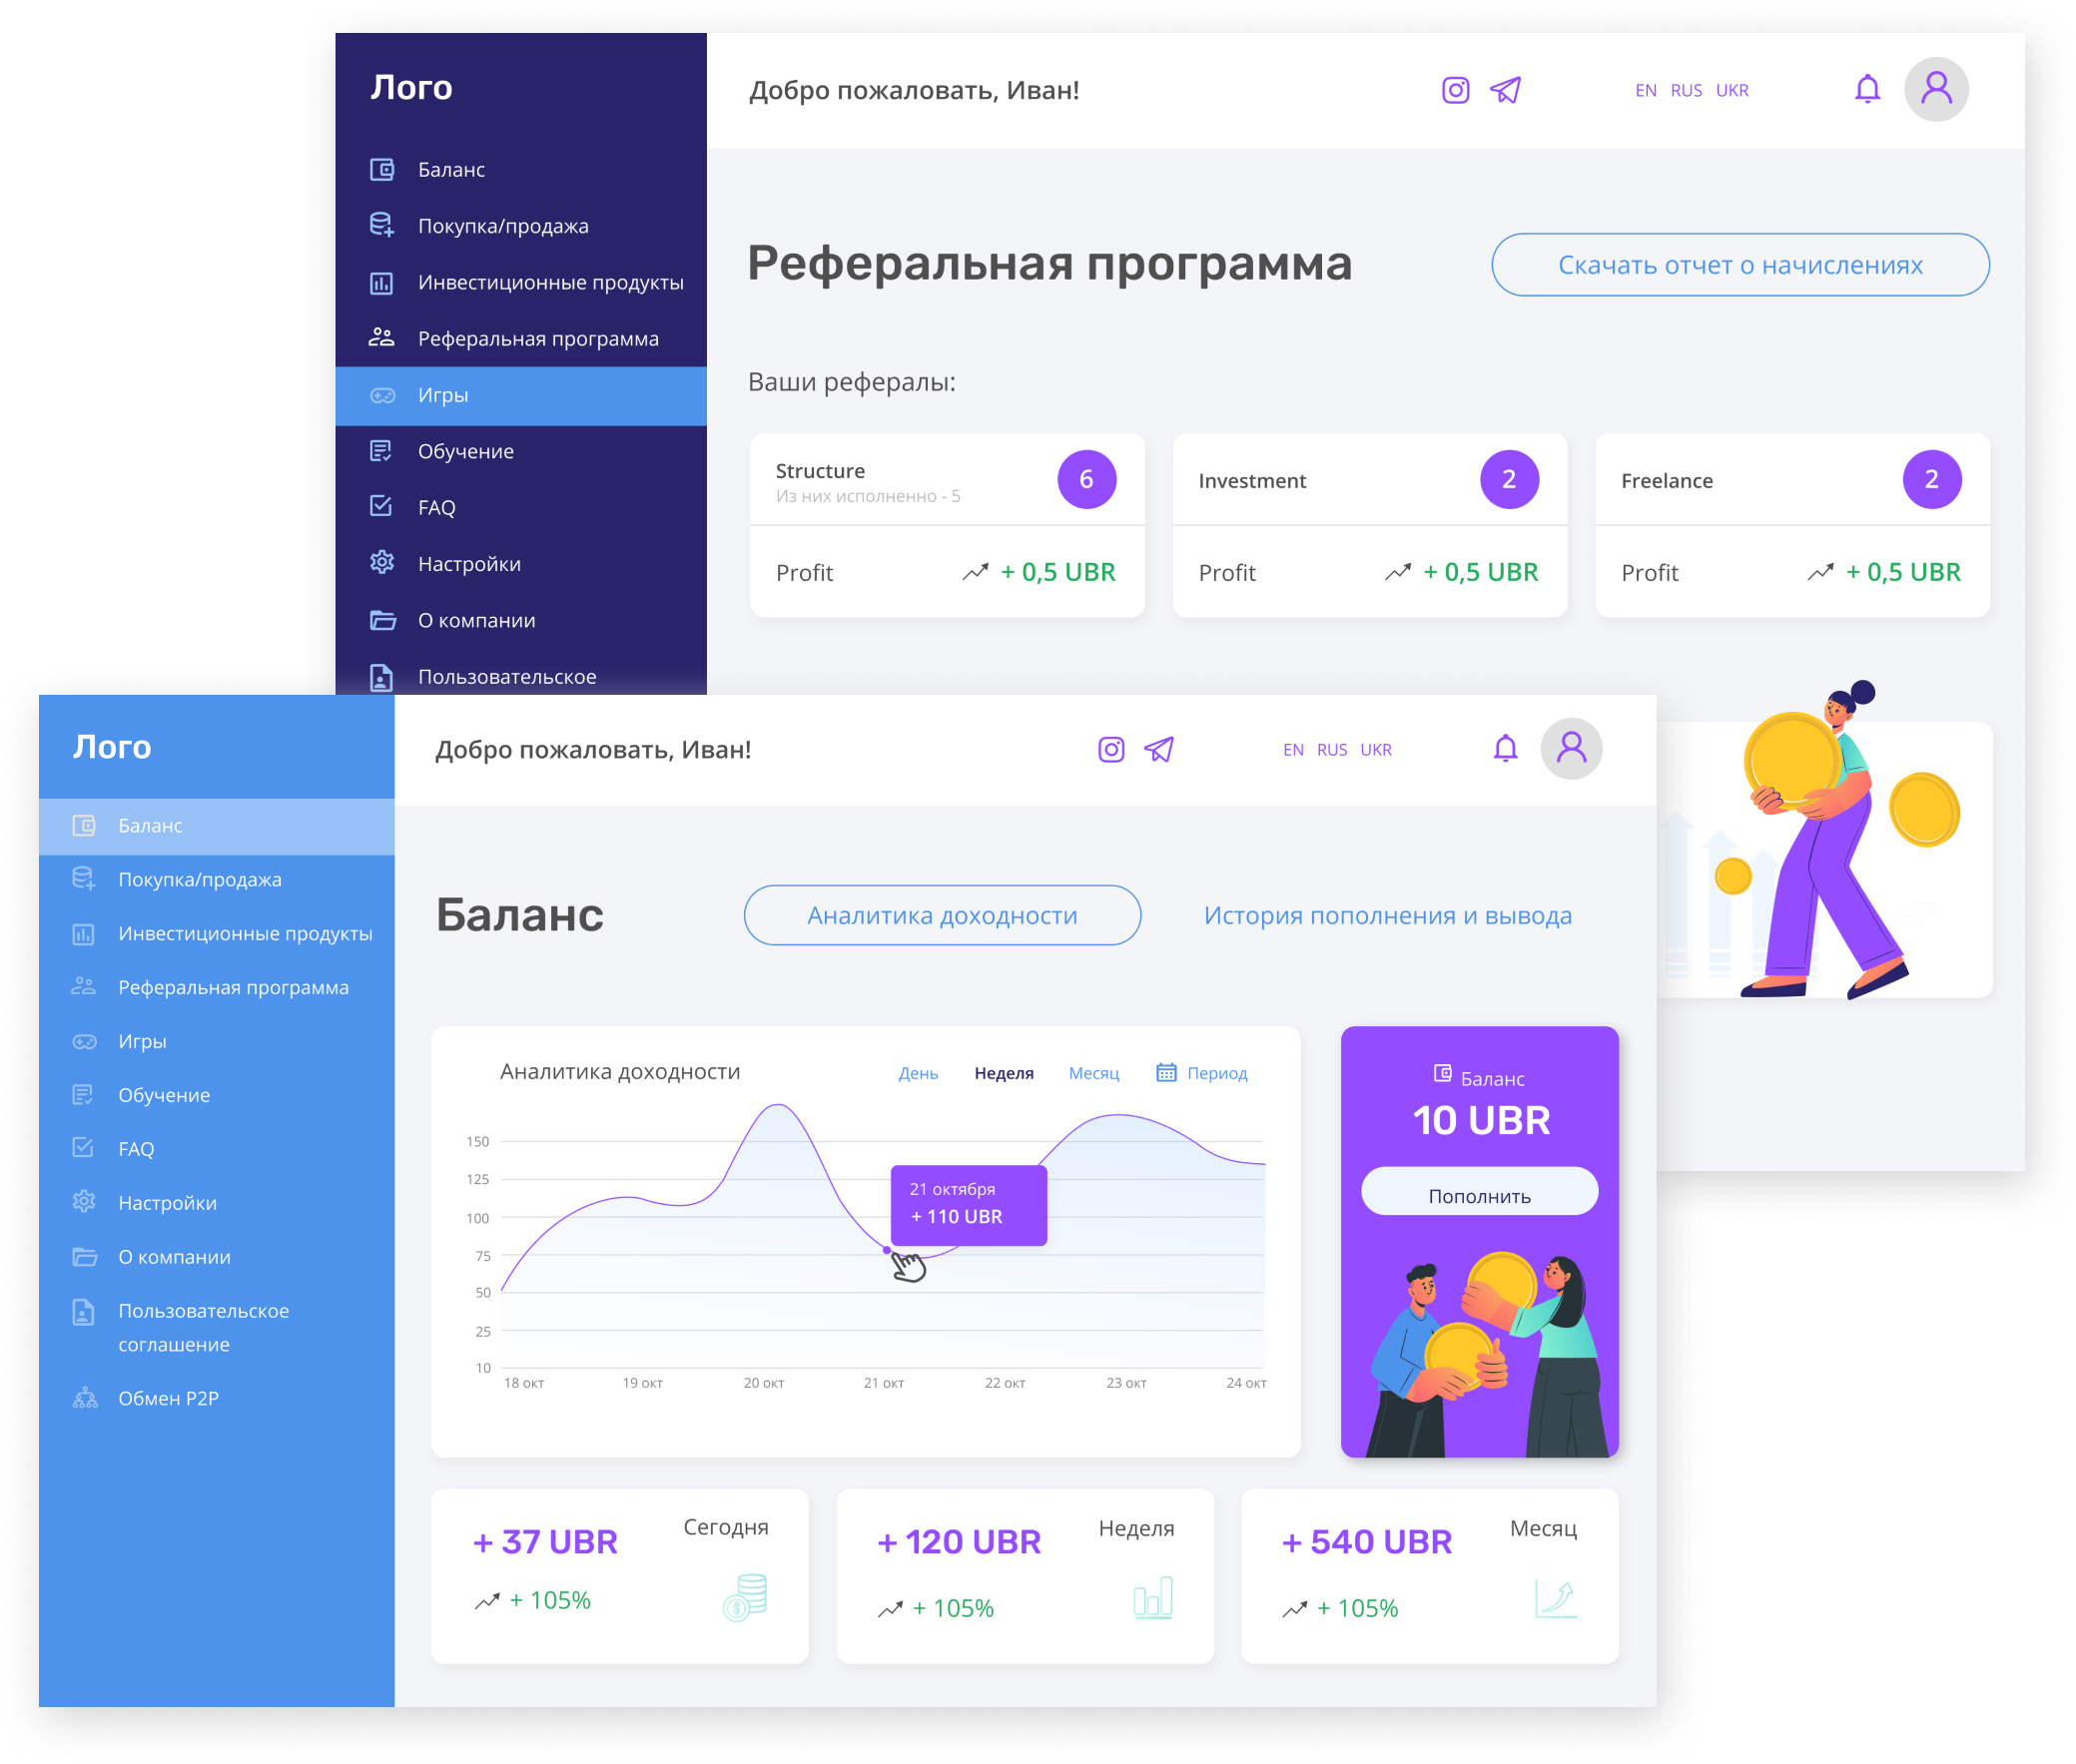 Лого
Добро пожаловать, Иван!
EN RUS UKR
Баланс
Покупка/продажа
Инвестиционные продукты
Реферальная программа
Игры
Обучение
FAQ
Настройки
О компании
Пользовательское
Реферальная программа
Скачать отчет о начислениях
Ваши рефералы:
Structure
Из них исполненно - 5
6
Profit
+ 0,5 UBR
Investment
2
Profit
+ 0,5 UBR
Freelance
2
Profit
+ 0,5 UBR
Лого
Добро пожаловать, Иван!
EN RUS UKR
Баланс
Покупка/продажа
Инвестиционные продукты
Реферальная программа
Игры
Обучение
FAQ
Настройки
О компании
Пользовательское
соглашение
Обмен P2P
Баланс
Аналитика доходности
История пополнения и вывода
Аналитика доходности
День Неделя Месяц Период
150
125
100
75
50
25
10
21 октября
+ 110 UBR
18 окт 19 окт 20 окт 21 окт 22 окт 23 окт 24 окт
Баланс
10 UBR
Пополнить
+ 37 UBR
Сегодня
+ 105%
+ 120 UBR
Неделя
+ 105%
+ 540 UBR
Месяц
+ 105%